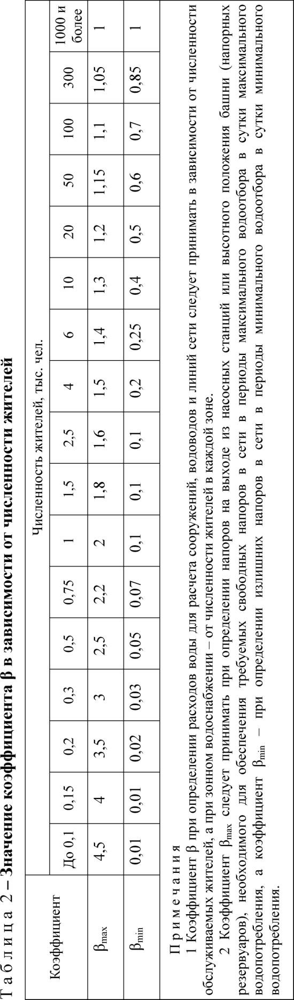 Т а б л и ц а 2 – Значение коэффициента β в зависимости от численности жителей
Коэффициент
Численность жителей, тыс. чел.
До 0,1 0,15 0,2 0,3 0,5 0,75 1 1,5 2,5 4 6 10 20 50 100 300 1000 и более
βmax 4,5 4 3,5 3 2,5 2,2 2 1,8 1,6 1,5 1,4 1,3 1,2 1,15 1,1 1,05 1
βmin 0,01 0,01 0,02 0,03 0,05 0,07 0,1 0,1 0,1 0,2 0,25 0,4 0,5 0,6 0,7 0,85 1
П р и м е ч а н и я
1 Коэффициент β при определении расходов воды для расчета сооружений, водоводов и линий сети следует принимать в зависимости от численности
обслуживаемых жителей, а при зонном водоснабжении – от численности жителей в каждой зоне.
2 Коэффициент βmax следует принимать при определении напоров на выходе из насосных станций или высотного положения башни (напорных
резервуаров), необходимого для обеспечения требуемых свободных напоров в сети в периоды максимального водоотбора в сутки максимального
водопотребления, а коэффициент βmin – при определении излишних напоров в сети в периоды минимального водоотбора в сутки минимального
водопотребления.